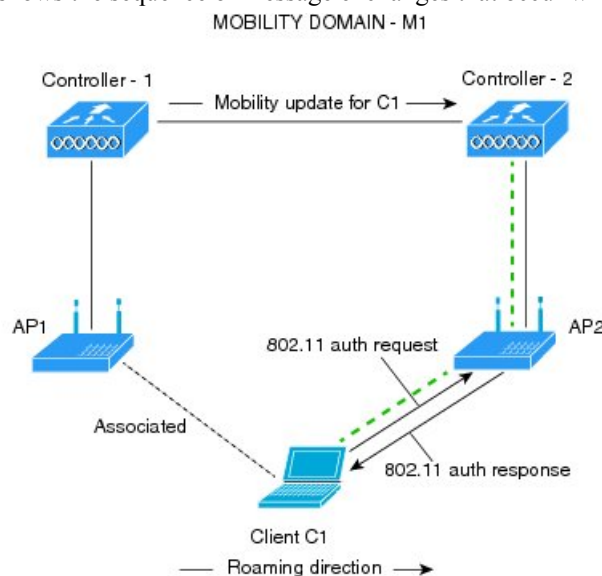 MOBILITY DOMAIN - M1
Controller - 1
Controller - 2
Mobility update for C1
AP1
AP2
802.11 auth request
Associated
802.11 auth response
Client C1
Roaming direction